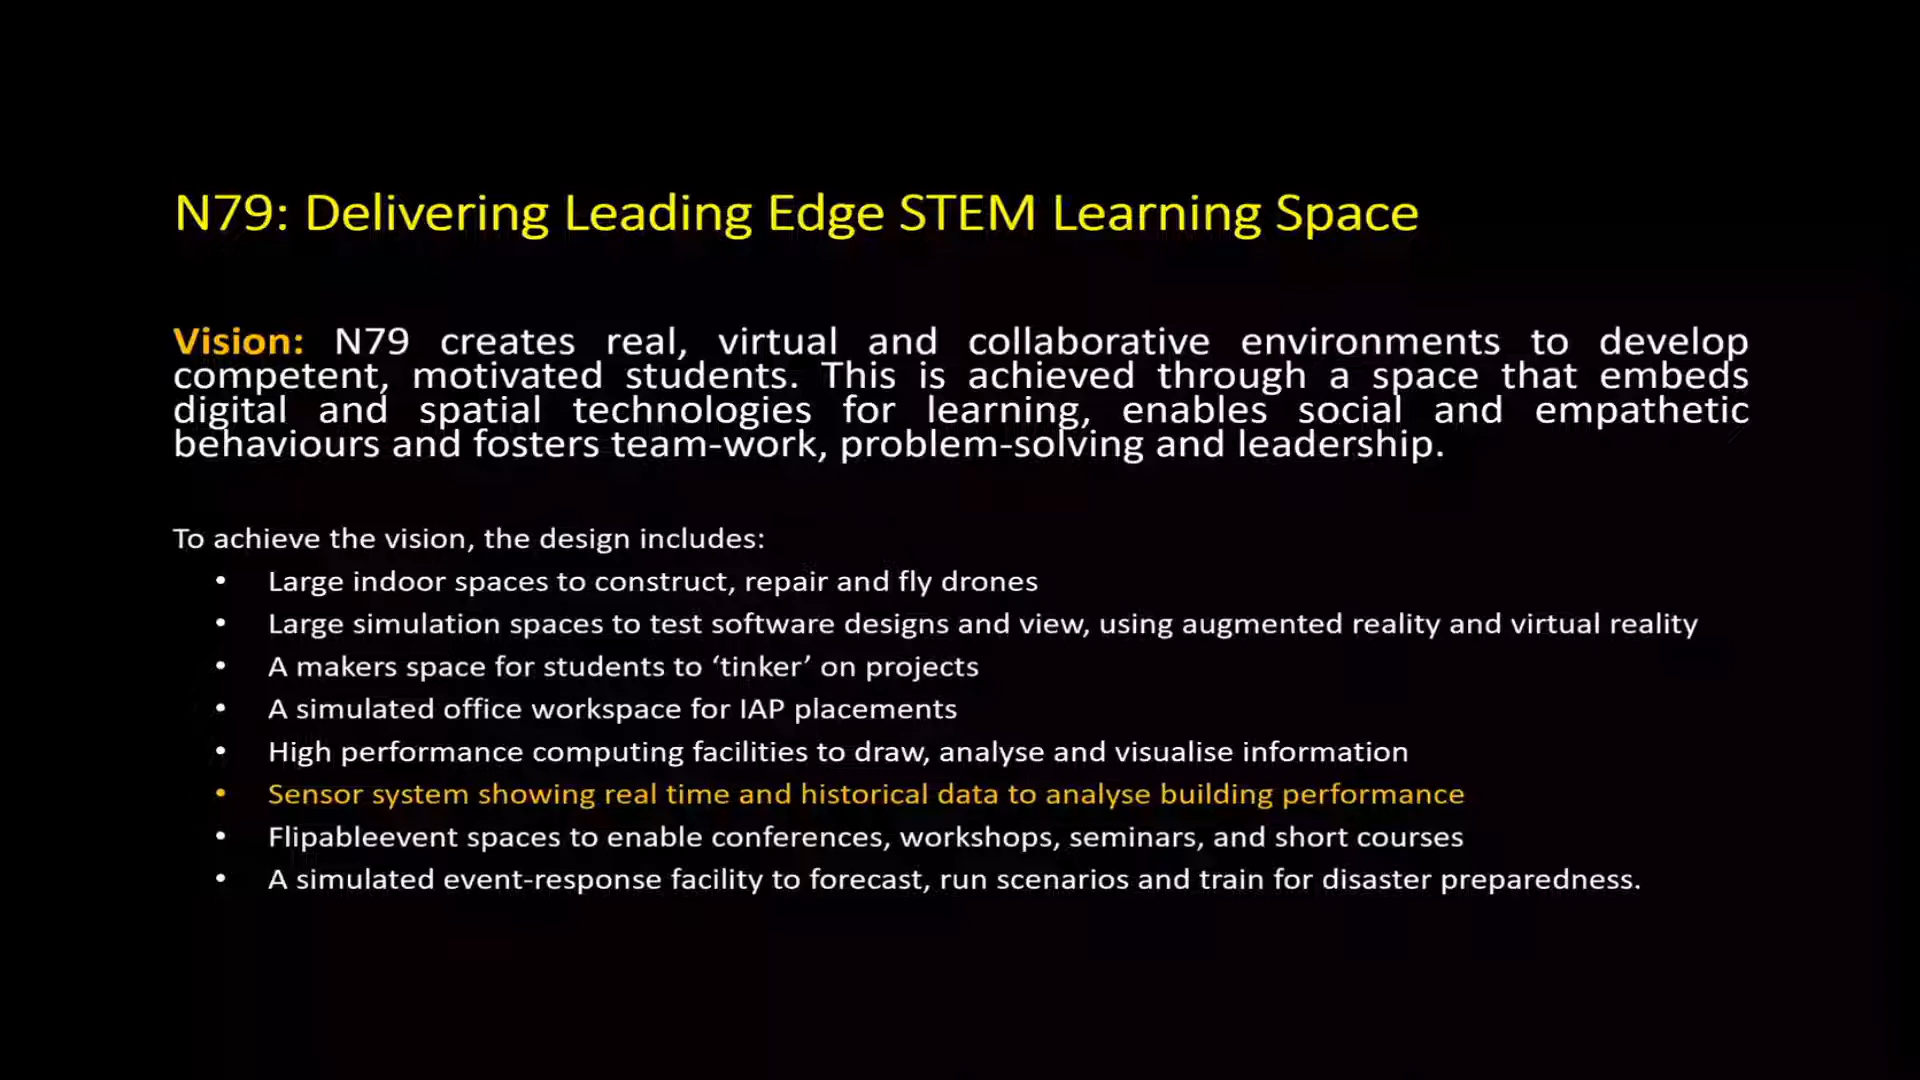 N79: Delivering Leading Edge STEM Learning Space
Vision: N79 creates real, virtual and collaborative environments to develop
competent, motivated students. This is achieved through a space that embeds
digital and spatial technologies for learning, enables social and empathetic
behaviours and fosters team-work, problem-solving and leadership.
To achieve the vision, the design includes:
• Large indoor spaces to construct, repair and fly drones
• Large simulation spaces to test software designs and view, using augmented reality and virtual reality
• A makers space for students to ‘tinker’ on projects
• A simulated office workspace for IAP placements
• High performance computing facilities to draw, analyse and visualise information
• Sensor system showing real time and historical data to analyse building performance
• Flipableevent spaces to enable conferences, workshops, seminars, and short courses
• A simulated event-response facility to forecast, run scenarios and train for disaster preparedness.